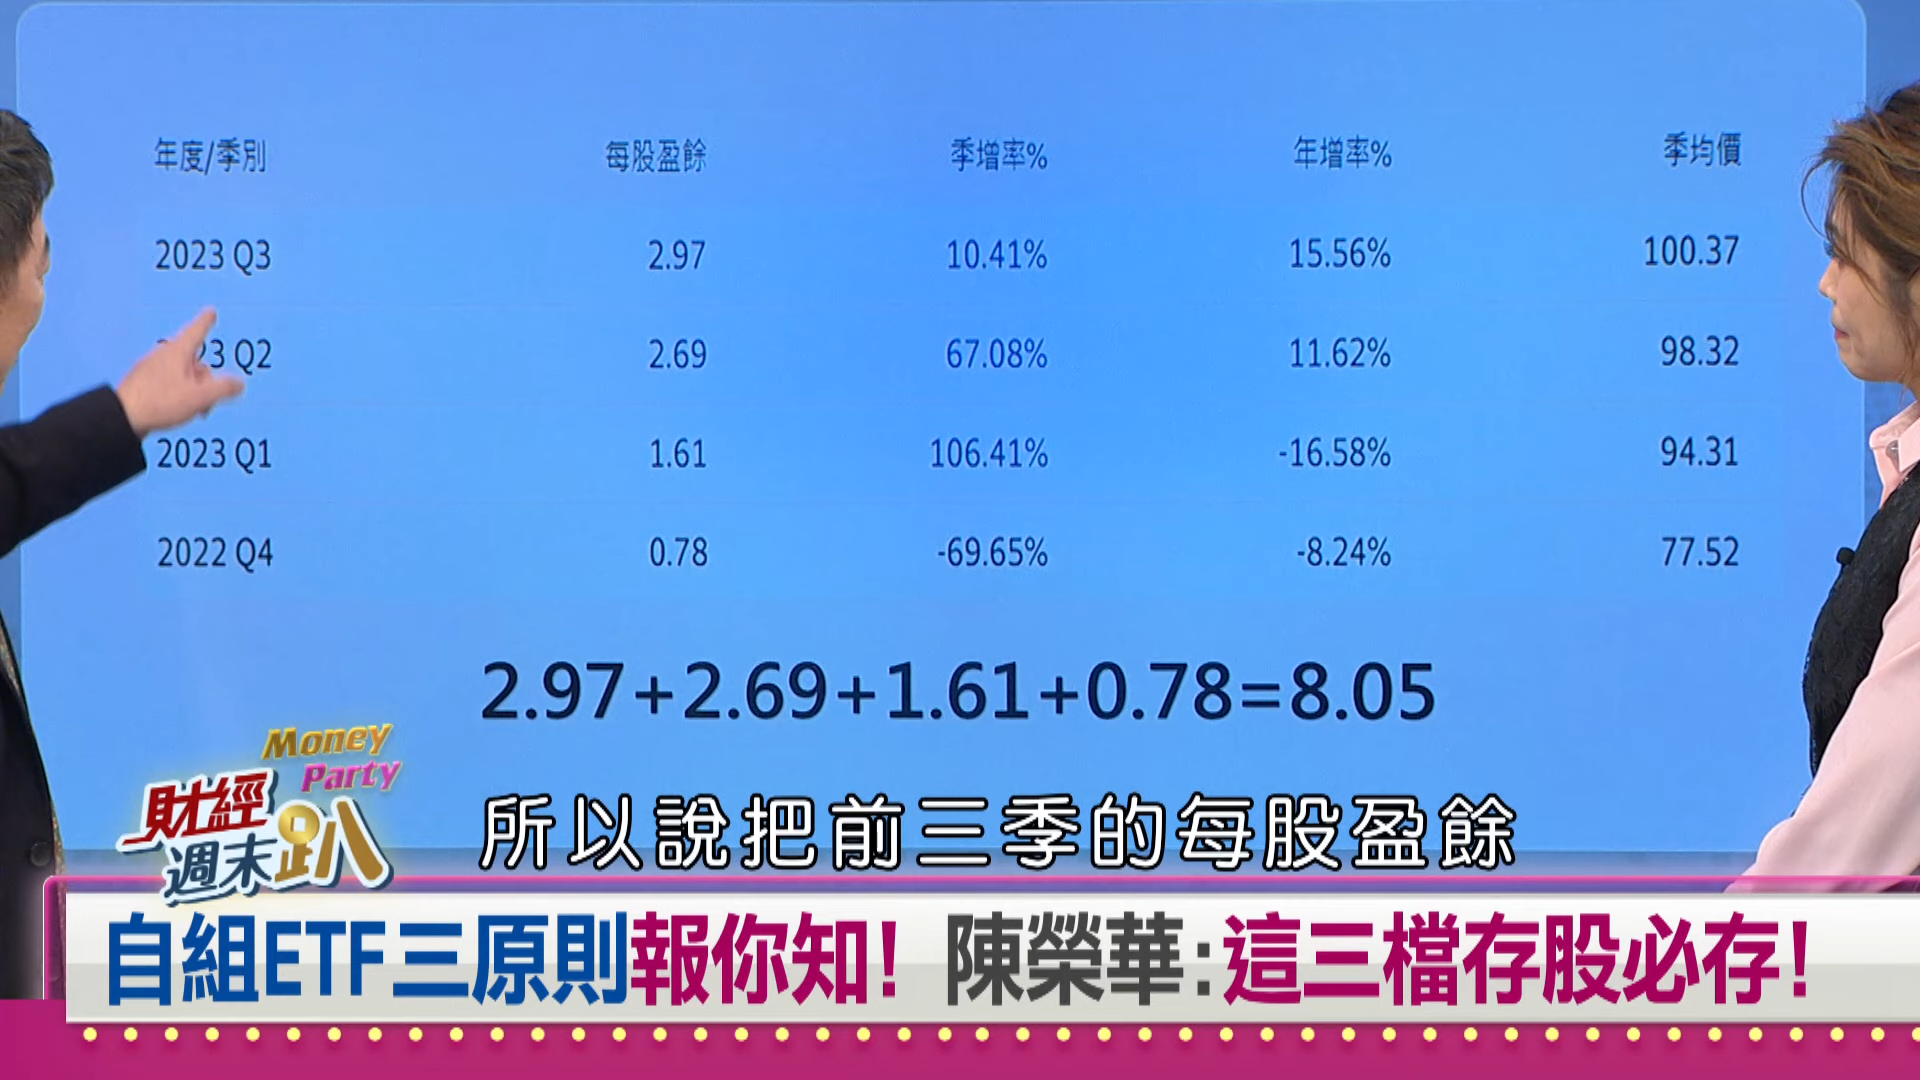 年度/季別 每股盈餘 季增率% 年增率% 季均價
2023 Q3 2.97 10.41% 15.56% 100.37
23 Q2 2.69 67.08% 11.62% 98.32
2023 Q1 1.61 106.41% -16.58% 94.31
2022 Q4 0.78 -69.65% -8.24% 77.52
2.97+2.69+1.61+0.78=8.05
Money
Party
財經
週末趴
所以說把前三季的每股盈餘
自組ETF三原則報你知! 陳榮華:這三檔存股必存!